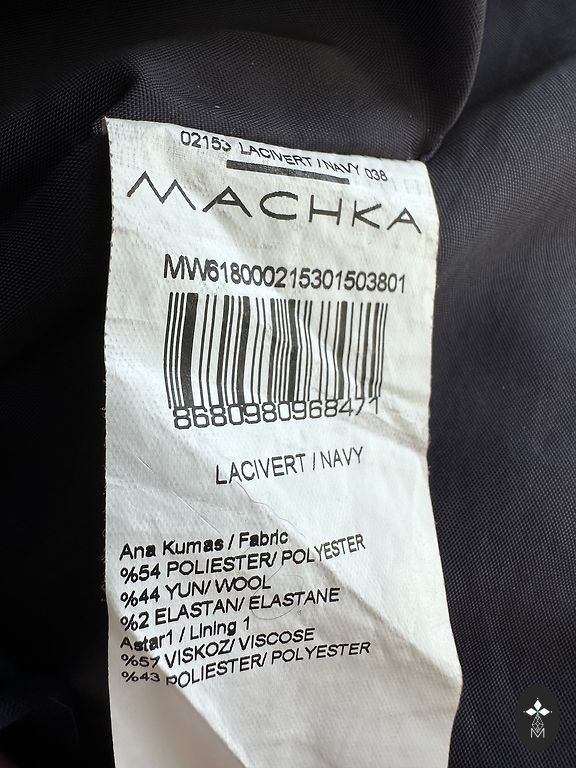 02153 LACIVERT / NAVY 038
MACHKA
MW618000215301503801
8680980968471
LACIVERT / NAVY
Ana Kumas / Fabric
%54 POLIESTER/ POLYESTER
%44 YUN/ WOOL
%2 ELASTAN/ ELASTANE
Astar1 / Lining 1
%57 VISKOZ/ VISCOSE
%43 POLIESTER/ POLYESTER
M